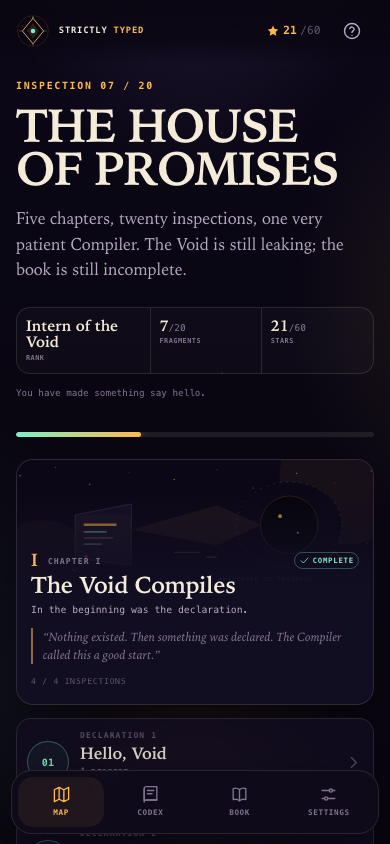 STRICTLY TYPED
21 /60
INSPECTION 07 / 20
THE HOUSE
OF PROMISES
Five chapters, twenty inspections, one very
patient Compiler. The Void is still leaking; the
book is still incomplete.
Intern of the
Void
RANK
7/20
FRAGMENTS
21/60
STARS
You have made something say hello.
I CHAPTER I
COMPLETE
The Void Compiles
In the beginning was the declaration.
“Nothing existed. Then something was declared. The Compiler
called this a good start.”
4 / 4 INSPECTIONS
DECLARATION 1
01
Hello, Void
MAP
CODEX
BOOK
SETTINGS